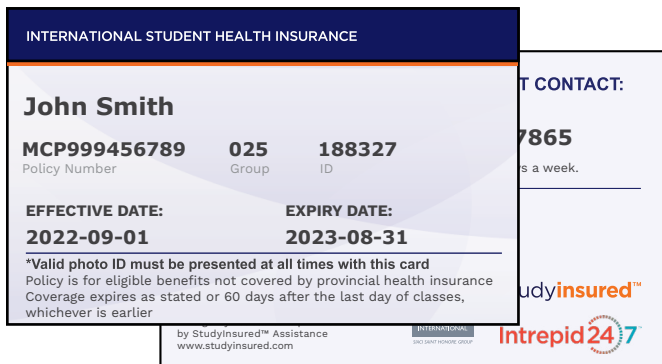 INTERNATIONAL STUDENT HEALTH INSURANCE
John Smith
MCP999456789 025 188327
Policy Number Group ID
EFFECTIVE DATE: EXPIRY DATE:
2022-09-01 2023-08-31
*Valid photo ID must be presented at all times with this card
Policy is for eligible benefits not covered by provincial health insurance
Coverage expires as stated or 60 days after the last day of classes,
whichever is earlier
T CONTACT:
7865
s a week.
udyinsured™
by StudyInsured™ Assistance
www.studyinsured.com
INTERNATIONAL
Intrepid 24|7™